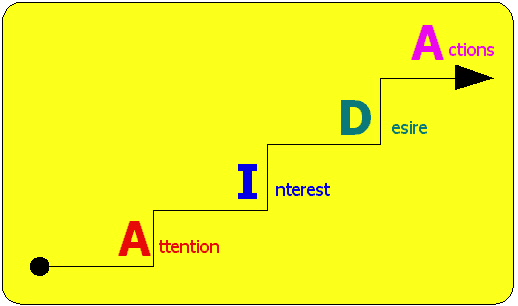 Attention
Interest
Desire
Actions